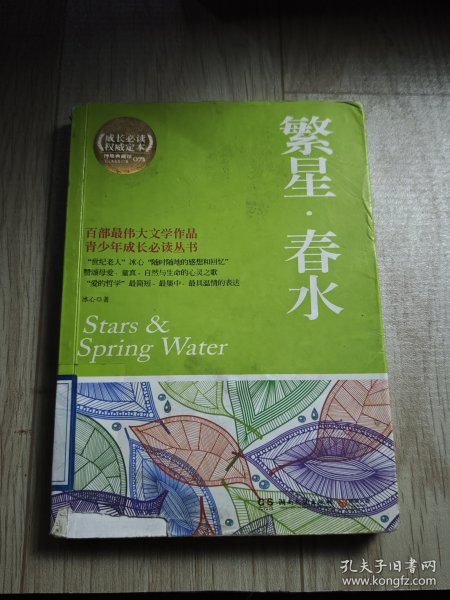 繁星·春水
成长必读
权威定本
073
百部最伟大文学作品
青少年成长必读丛书
“世纪老人”冰心“随时随地的感想和回忆”
赞颂母爱、童真、自然与生命的心灵之歌
“爱的哲学”最简短、最集中、最具温情的表达
冰心◎著
Stars &
Spring Water
孔夫子旧书网
www.kongfz.com